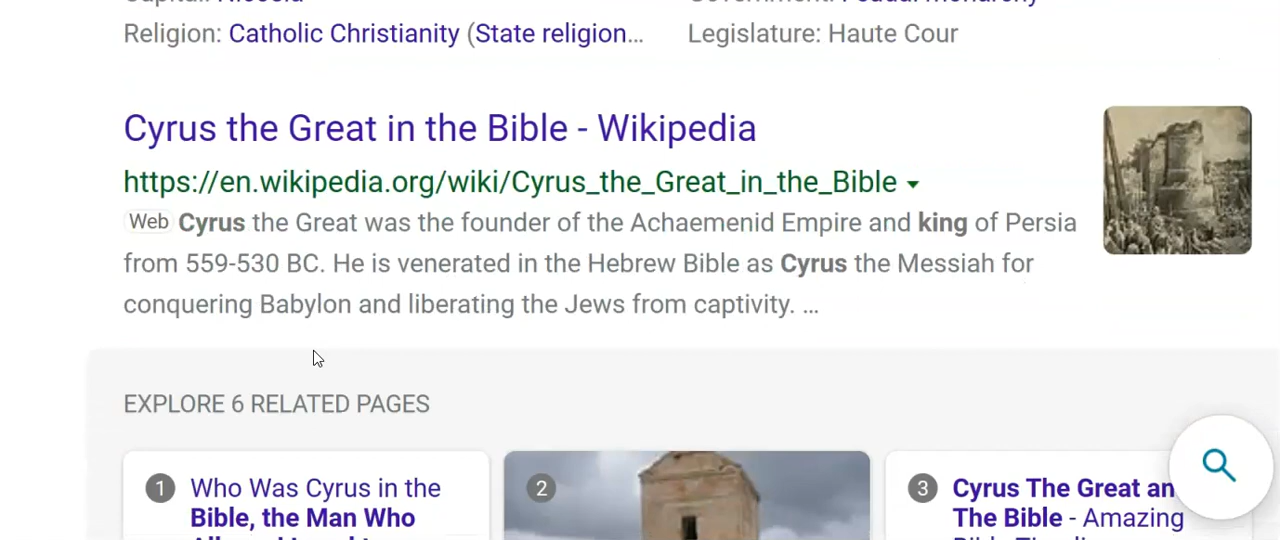 Religion: Catholic Christianity (State religion…
Legislature: Haute Cour
Cyrus the Great in the Bible - Wikipedia
https://en.wikipedia.org/wiki/Cyrus_the_Great_in_the_Bible
Web Cyrus the Great was the founder of the Achaemenid Empire and king of Persia
from 559-530 BC. He is venerated in the Hebrew Bible as Cyrus the Messiah for
conquering Babylon and liberating the Jews from captivity. …
EXPLORE 6 RELATED PAGES
1 Who Was Cyrus in the
Bible, the Man Who
2
3 Cyrus The Great an
The Bible - Amazing